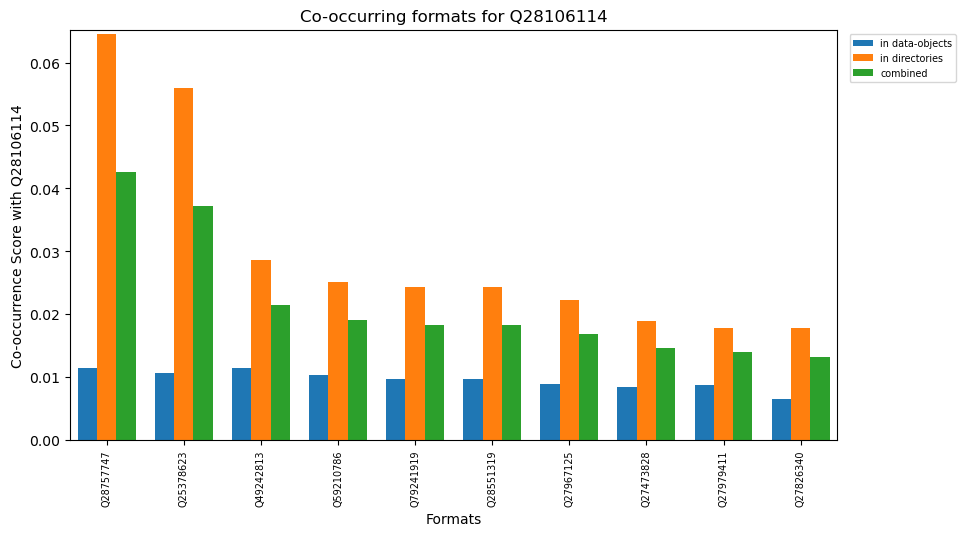 Co-occurring formats for Q28106114
in data-objects
in directories
combined
Co-occurrence Score with Q28106114
0.06
0.05
0.04
0.03
0.02
0.01
0.00
Q28757747
Q25378623
Q49242813
Q59210786
Q79241919
Q28551319
Q27967125
Q27473828
Q27979411
Q27826340
Formats